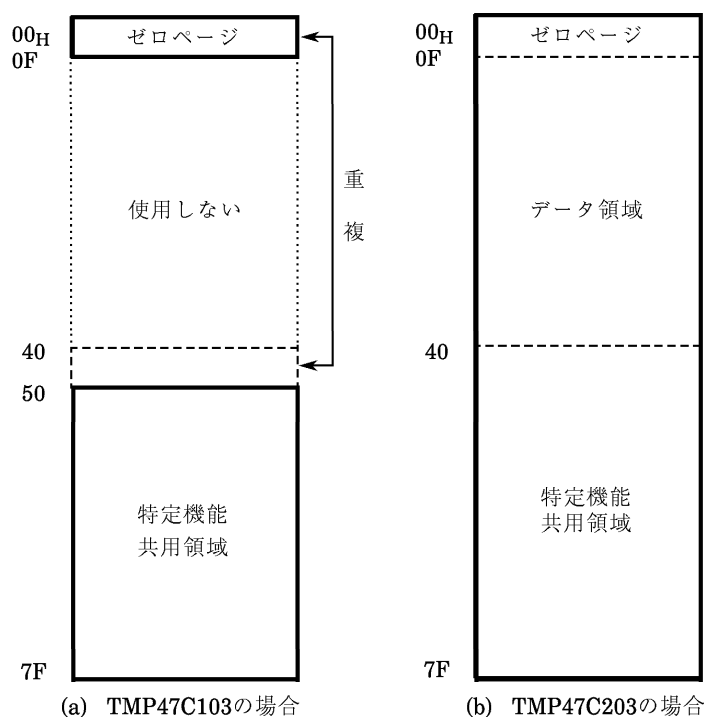 00H
0F
ゼロページ
使用しない
重
複
40
50
特定機能
共用領域
7F
(a) TMP47C103の場合
00H
0F
ゼロページ
データ領域
40
特定機能
共用領域
7F
(b) TMP47C203の場合